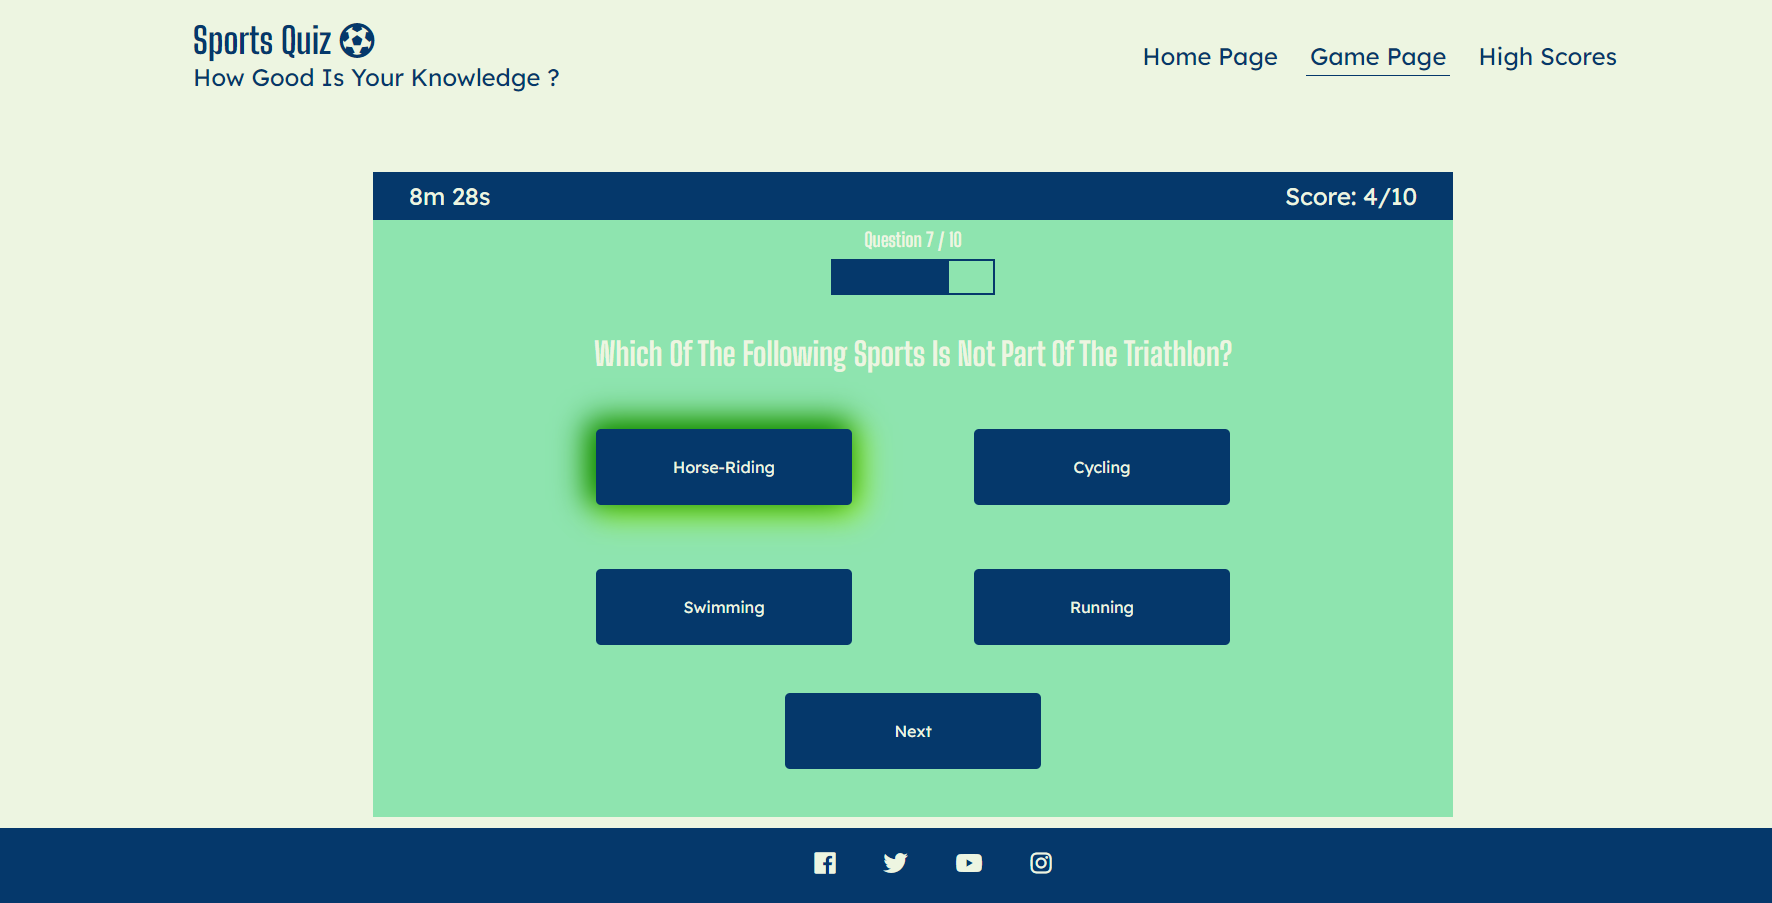 Sports Quiz
How Good Is Your Knowledge ?
Home Page
Game Page
High Scores
8m 28s
Score: 4/10
Question 7 / 10
Which Of The Following Sports Is Not Part Of The Triathlon?
Horse-Riding
Cycling
Swimming
Running
Next